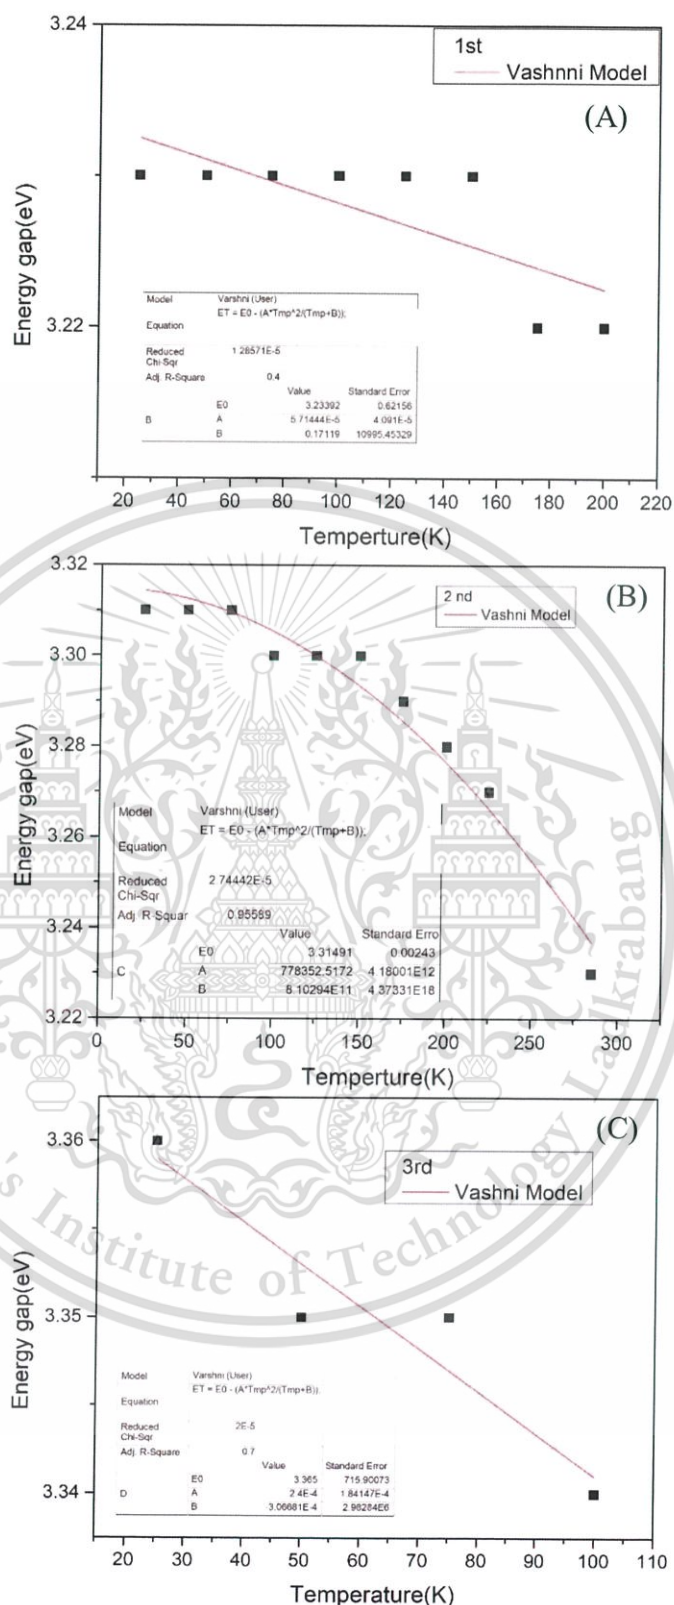 3.24
1st
Vashnni Model
(A)
Energy gap(eV)
3.22
Model Varshni (User)
Equation ET = E0 - (A*Tmp^2/(Tmp+B));
Reduced Chi-Sqr 1.28571E-5
Adj. R-Square 0.4
Value Standard Error
E0 3.23392 0.62156
B A 5.71444E-5 4.091E-5
B 0.17119 10995.45329
20 40 60 80 100 120 140 160 180 200 220
Temperture(K)
3.32
2 nd
Vashni Model
(B)
3.30
3.28
Energy gap(eV)
3.26
3.24
3.22
Model Varshni (User)
Equation ET = E0 - (A*Tmp^2/(Tmp+B));
Reduced Chi-Sqr 2.74442E-5
Adj. R-Squar 0.95589
Value Standard Erro
E0 3.31491 0.00243
C A 778352.5172 4.18001E12
B 8.10294E11 4.37331E18
0 50 100 150 200 250 300
Temperture(K)
3.36
3rd
Vashni Model
(C)
Energy gap(eV)
3.35
3.34
Model Varshni (User)
Equation ET = E0 - (A*Tmp^2/(Tmp+B));
Reduced Chi-Sqr 2E-5
Adj. R-Square 0.7
Value Standard Error
E0 3.365 715.90073
D A 2.4E-4 1.84147E-4
B 3.06681E-4 2.98284E6
20 30 40 50 60 70 80 90 100 110
Temperature(K)
's Institute of Technology Ladkrabang